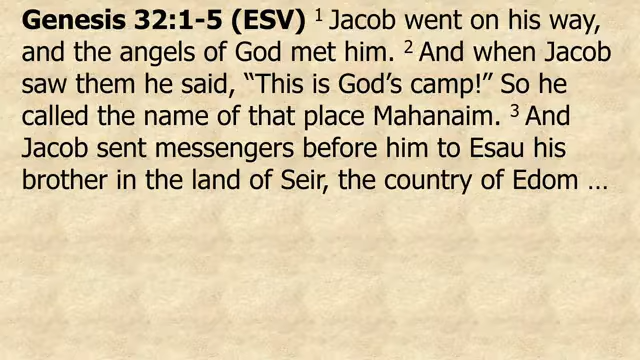 Genesis 32:1-5 (ESV) ¹ Jacob went on his way,
and the angels of God met him. ² And when Jacob
saw them he said, “This is God’s camp!” So he
called the name of that place Mahanaim. ³ And
Jacob sent messengers before him to Esau his
brother in the land of Seir, the country of Edom …